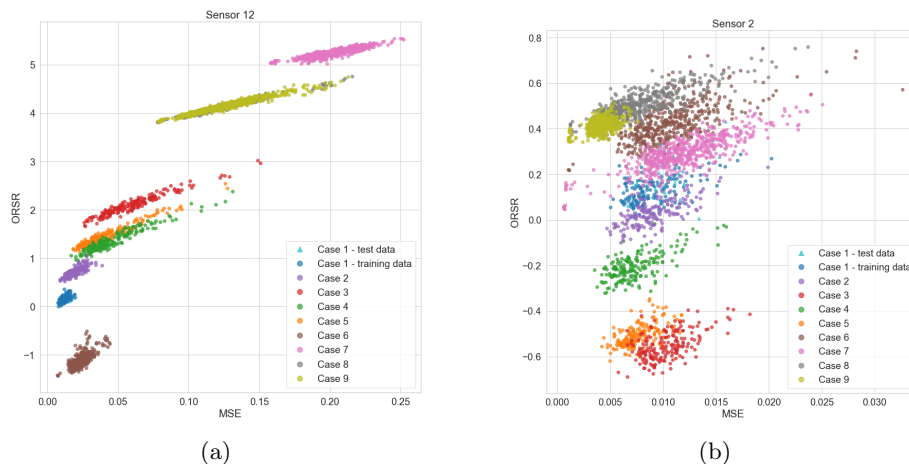 Sensor 12
ORSR
5
4
3
2
1
0
−1
Case 1 - test data
Case 1 - training data
Case 2
Case 3
Case 4
Case 5
Case 6
Case 7
Case 8
Case 9
0.00 0.05 0.10 0.15 0.20 0.25
MSE
(a)
Sensor 2
ORSR
0.8
0.6
0.4
0.2
0.0
−0.2
−0.4
−0.6
Case 1 - test data
Case 1 - training data
Case 2
Case 3
Case 4
Case 5
Case 6
Case 7
Case 8
Case 9
0.000 0.005 0.010 0.015 0.020 0.025 0.030
MSE
(b)